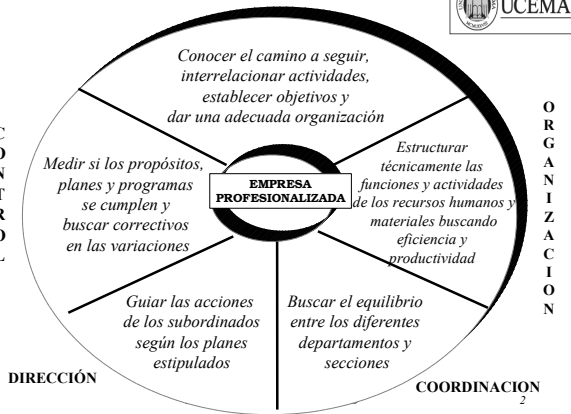 UCEMA
Conocer el camino a seguir,
interrelacionar actividades,
establecer objetivos y
dar una adecuada organización
Medir si los propósitos,
planes y programas
se cumplen y
buscar correctivos
en las variaciones
EMPRESA
PROFESIONALIZADA
Estructurar
técnicamente las
funciones y actividades
de los recursos humanos y
materiales buscando
eficiencia y
productividad
Guiar las acciones
de los subordinados
según los planes
estipulados
Buscar el equilibrio
entre los diferentes
departamentos y
secciones
CONTROL
ORGANIZACION
DIRECCIÓN
COORDINACION
2